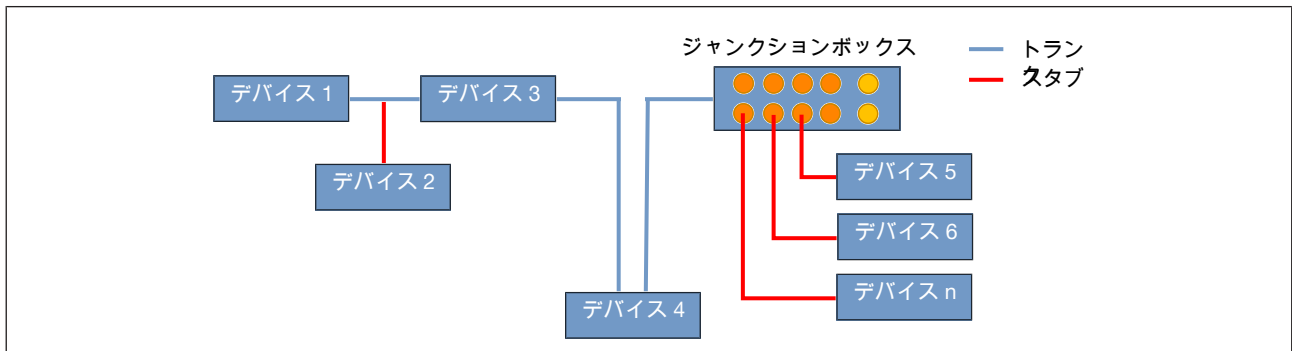 ジャンクションボックス
トラン
ク
スタブ
デバイス 1
デバイス 3
デバイス 2
デバイス 5
デバイス 6
デバイス n
デバイス 4